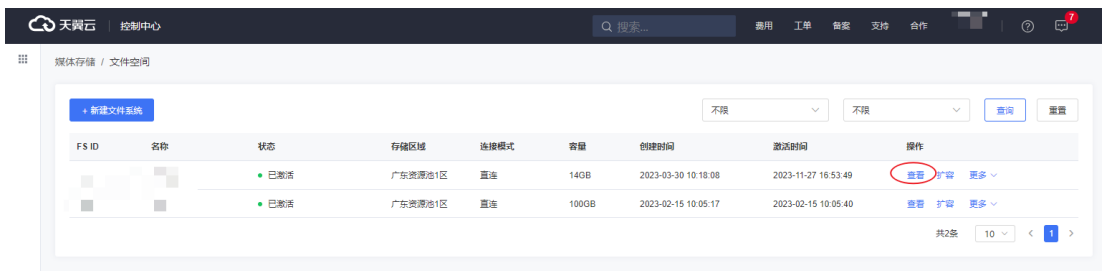 天翼云 控制中心 搜索... 费用 工单 备案 支持 合作 7
媒体存储 / 文件空间
+ 新建文件系统 不限 不限 查询 重置
FS ID 名称 状态 存储区域 连接模式 容量 创建时间 激活时间 操作
已激活 广东资源池1区 直连 14GB 2023-03-30 10:18:08 2023-11-27 16:53:49 查看 扩容 更多
已激活 广东资源池1区 直连 100GB 2023-02-15 10:05:17 2023-02-15 10:05:40 查看 扩容 更多
共2条 10 < 1 >